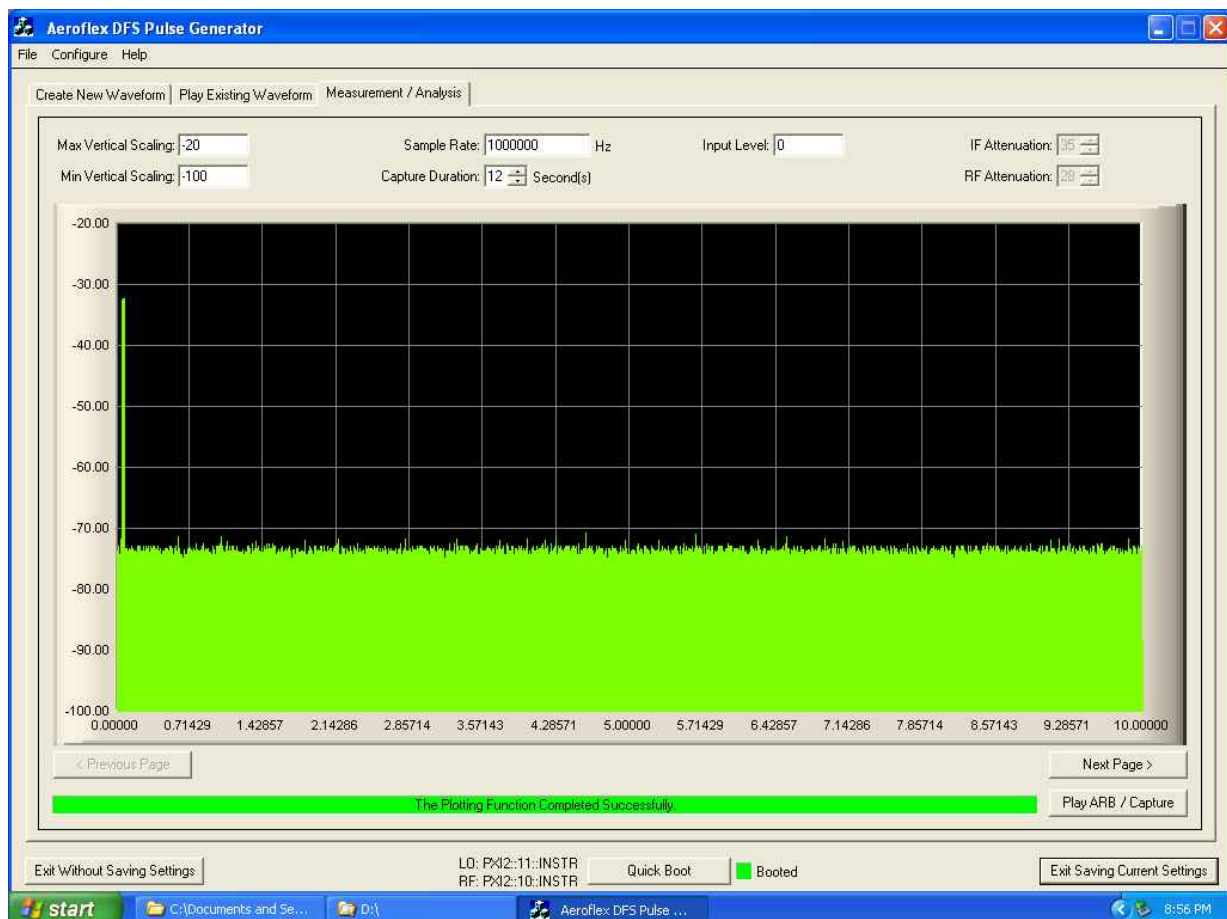 Aeroflex DFS Pulse Generator
File Configure Help
Create New Waveform Play Existing Waveform Measurement / Analysis
Max Vertical Scaling: -20 Sample Rate: 1000000 Hz Input Level: 0 IF Attenuation: 35
Min Vertical Scaling: -100 Capture Duration: 12 Second(s) RF Attenuation: 28
-20.00
-30.00
-40.00
-50.00
-60.00
-70.00
-80.00
-90.00
-100.00
0.00000 0.71429 1.42857 2.14286 2.85714 3.57143 4.28571 5.00000 5.71429 6.42857 7.14286 7.85714 8.57143 9.28571 10.00000
< Previous Page Next Page >
The Plotting Function Completed Successfully. Play ARB / Capture
Exit Without Saving Settings LO: PXI2::11::INSTR Quick Boot Booted Exit Saving Current Settings
RF: PXI2::10::INSTR
start C:\Documents and Se... D:\ Aeroflex DFS Pulse ... 8:56 PM